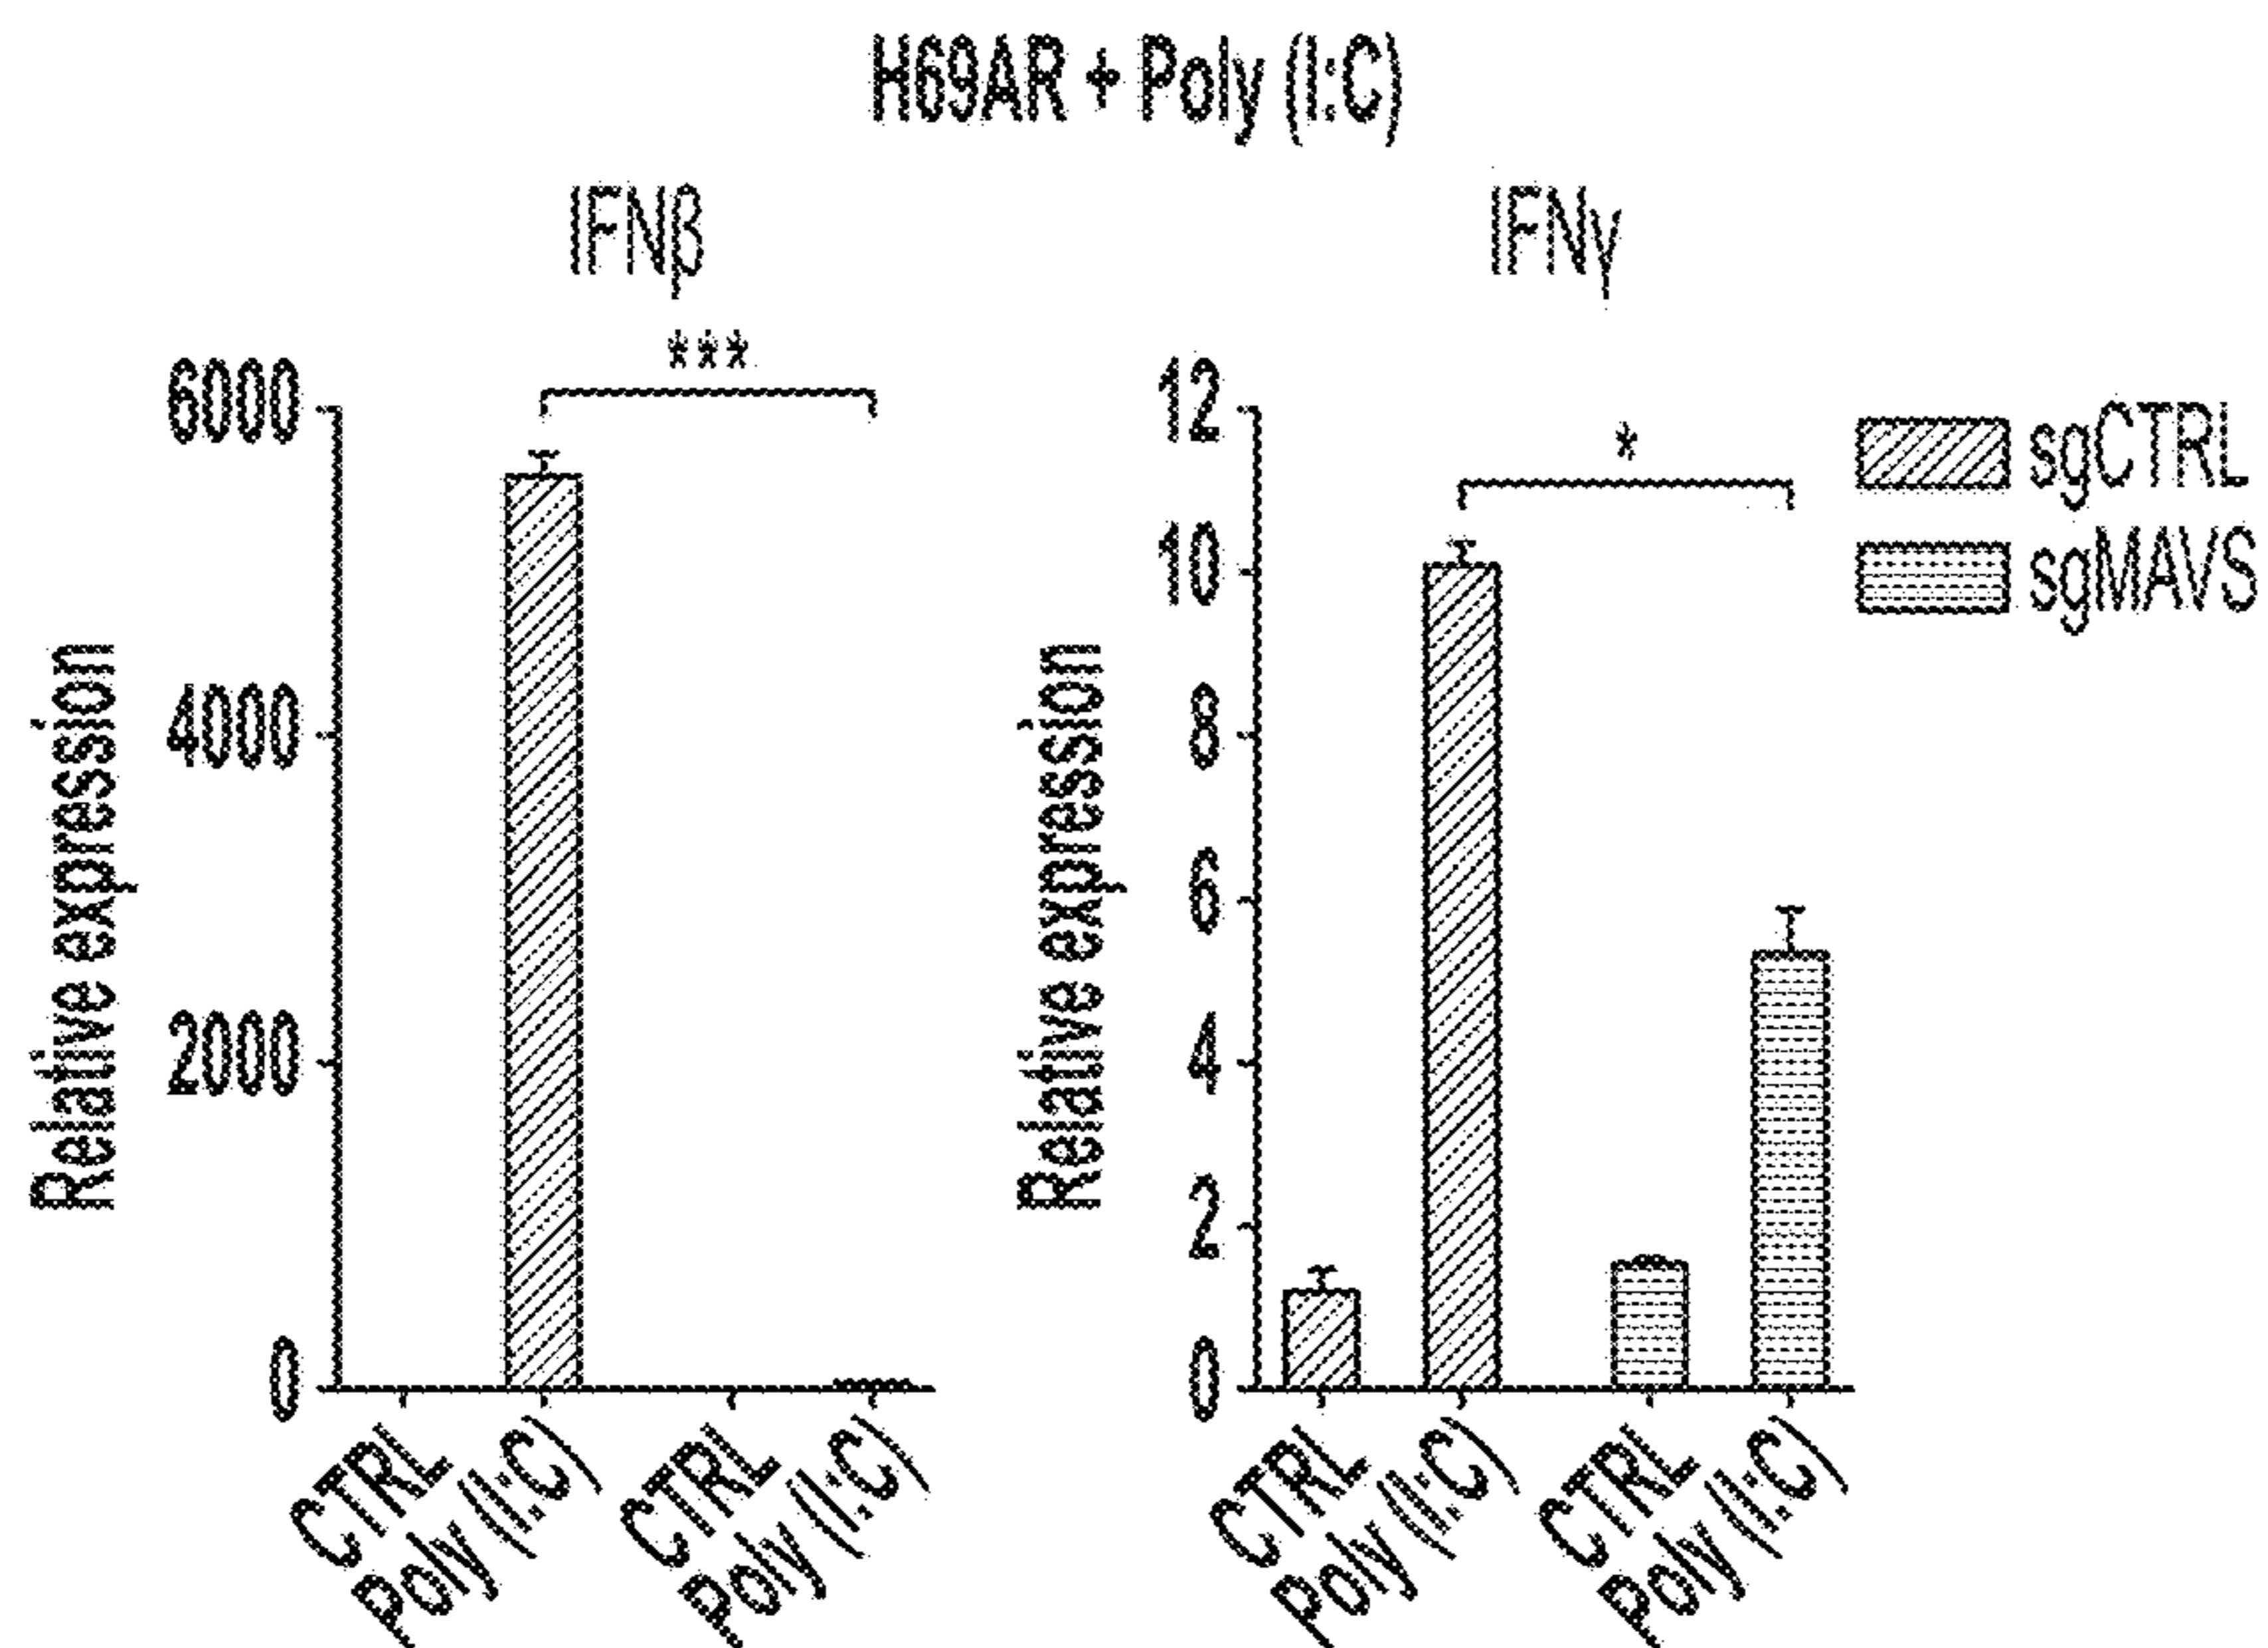 H69AR + Poly (I:C)
IFNβ
***
6000
4000
2000
0
Relative expression
CTRL
Poly (I:C)
CTRL
Poly (I:C)
IFNγ
*
12
10
8
6
4
2
0
Relative expression
CTRL
Poly (I:C)
CTRL
Poly (I:C)
sgCTRL
sgMAVS